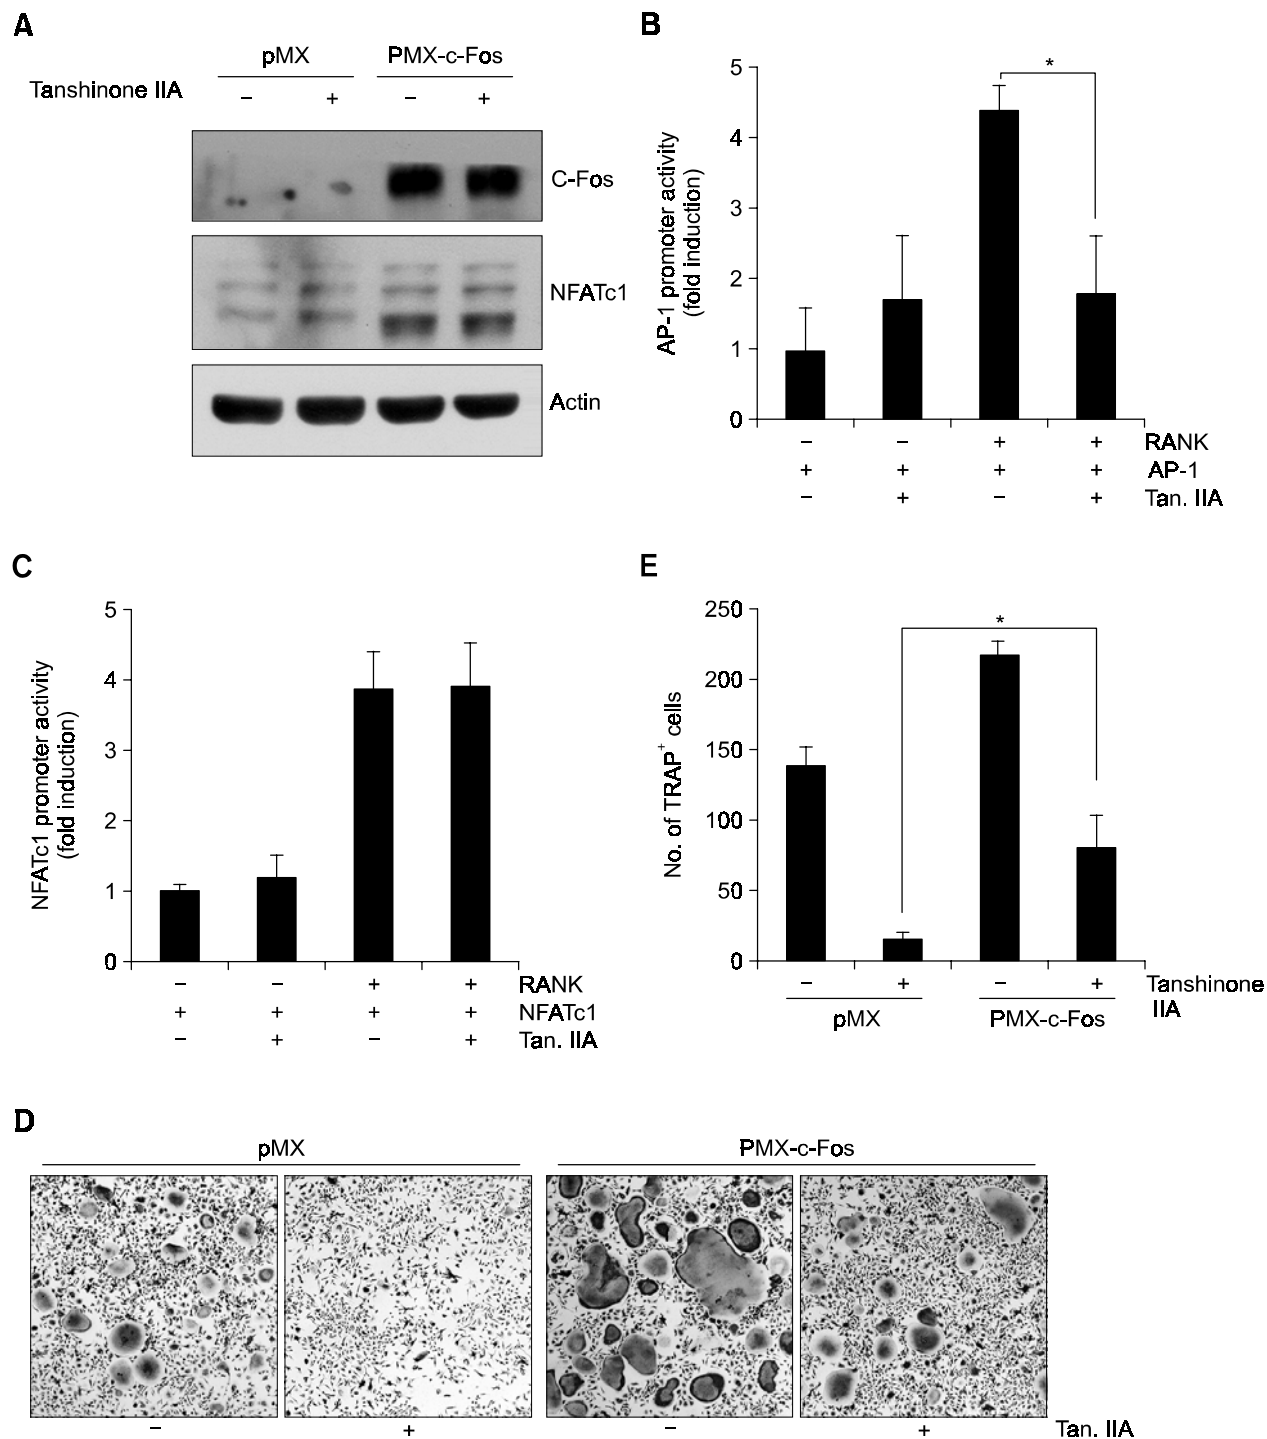 A
pMX PMX-c-Fos
Tanshinone IIA − + − +
C-Fos
NFATc1
Actin
B
AP-1 promoter activity
(fold induction)
5
4
3
2
1
0
*
− − + + RANK
+ + + + AP-1
− + − + Tan. IIA
C
NFATc1 promoter activity
(fold induction)
5
4
3
2
1
0
− − + + RANK
+ + + + NFATc1
− + − + Tan. IIA
E
No. of TRAP+ cells
250
200
150
100
50
0
*
− + − + Tanshinone
IIA
pMX PMX-c-Fos
D
pMX PMX-c-Fos
− + − + Tan. IIA